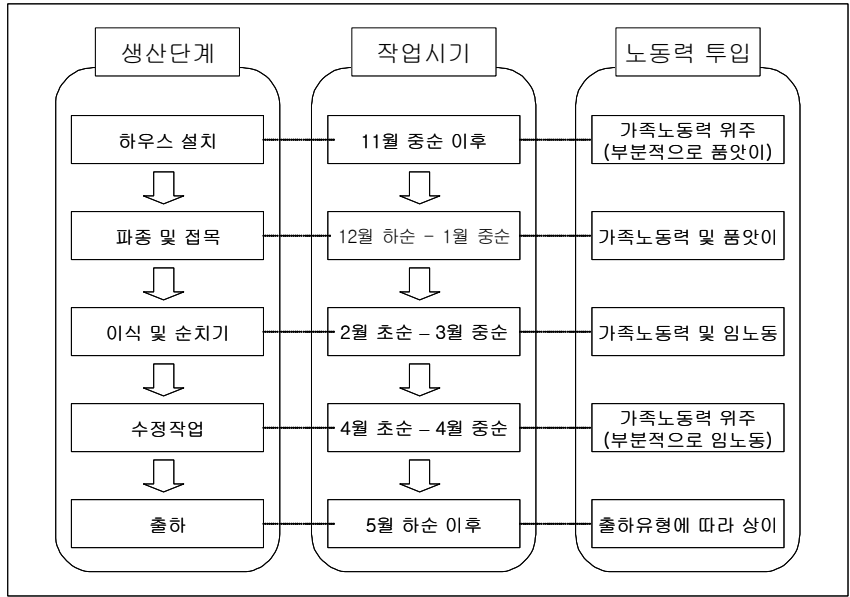 생산단계
작업시기
노동력 투입
하우스 설치
11월 중순 이후
가족노동력 위주
(부분적으로 품앗이)
파종 및 접목
12월 하순 – 1월 중순
가족노동력 및 품앗이
이식 및 순치기
2월 초순 – 3월 중순
가족노동력 및 임노동
수정작업
4월 초순 – 4월 중순
가족노동력 위주
(부분적으로 임노동)
출하
5월 하순 이후
출하유형에 따라 상이